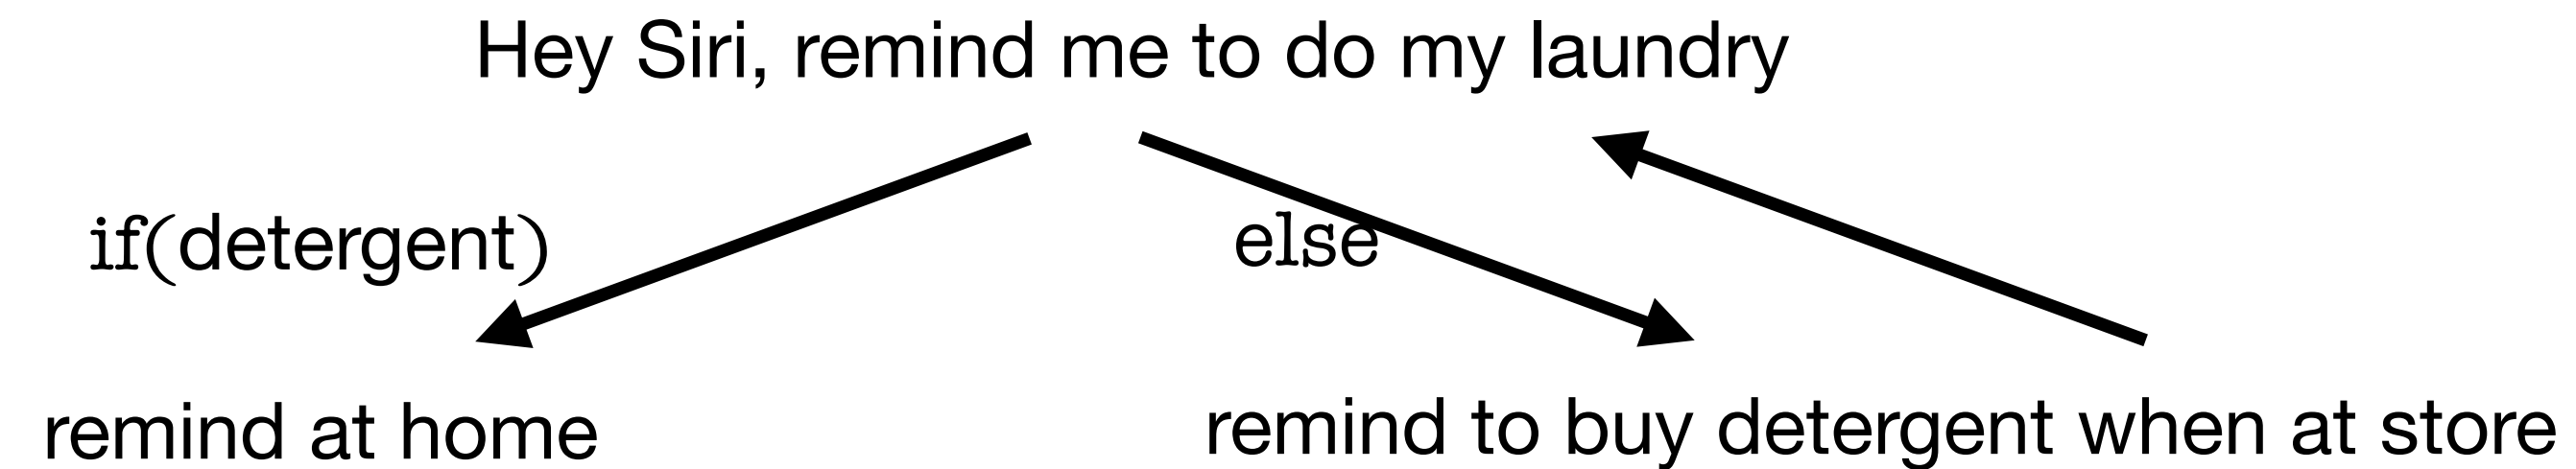 Hey Siri, remind me to do my laundry
if(detergent)
else
remind at home
remind to buy detergent when at store